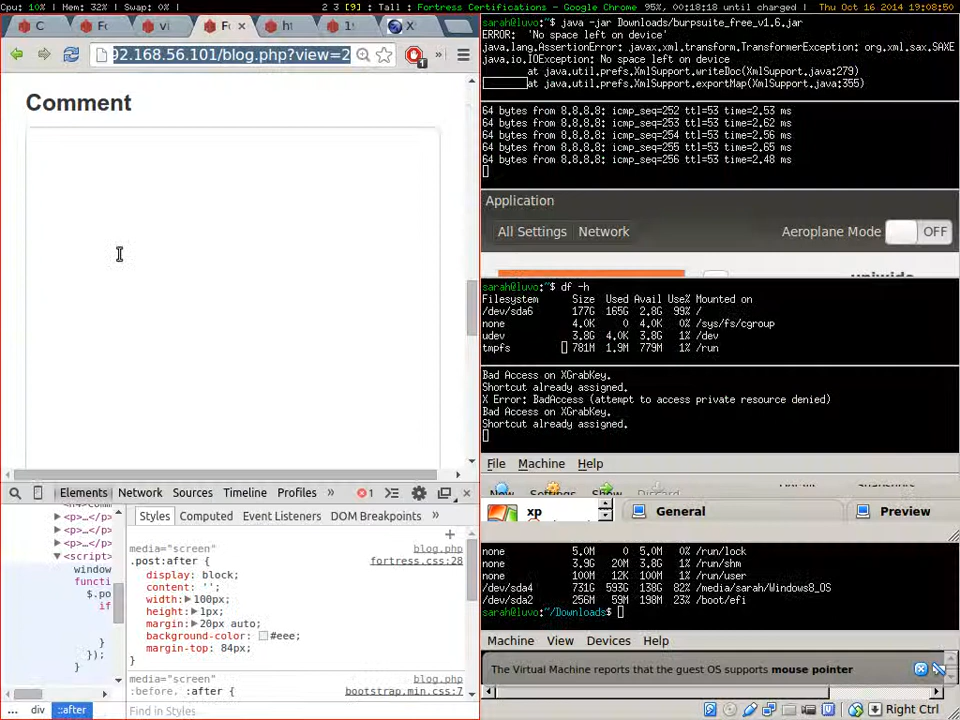 Cpu: 10% Mem: 32% Swap: 0% 2 3 [9] : Tall : Fortress Certifications - Google Chrome 95%, 00:18:18 until charged | Thu Oct 16 2014 19:08:50
C
Fo
vi
Fo ×
ht
19
X
92.168.56.101/blog.php?view=2
1
»
Comment
Elements Network Sources Timeline Profiles » 1
<p>…</p>
<p>…</p>
<p>…</p>
<script>
window
functi
$.po
if
}
});
}
... div ::after
Styles Computed Event Listeners DOM Breakpoints »
media="screen" blog.php
.post:after { fortress.css:28
display: block;
content: '';
width: 100px;
height: 1px;
margin: 20px auto;
background-color: #eee;
margin-top: 84px;
}
media="screen" blog.php
:before, :after { bootstrap.min.css:7
Find in Styles
sarah@luvo:~$ java -jar Downloads/burpsuite_free_v1.6.jar
ERROR: 'No space left on device'
java.lang.AssertionError: javax.xml.transform.TransformerException: org.xml.sax.SAXE
java.io.IOException: No space left on device
at java.util.prefs.XmlSupport.writeDoc(XmlSupport.java:279)
at java.util.prefs.XmlSupport.exportMap(XmlSupport.java:355)
64 bytes from 8.8.8.8: icmp_seq=252 ttl=53 time=2.53 ms
64 bytes from 8.8.8.8: icmp_seq=253 ttl=53 time=2.62 ms
64 bytes from 8.8.8.8: icmp_seq=254 ttl=53 time=2.56 ms
64 bytes from 8.8.8.8: icmp_seq=255 ttl=53 time=2.65 ms
64 bytes from 8.8.8.8: icmp_seq=256 ttl=53 time=2.48 ms
Application
All Settings Network Aeroplane Mode OFF
uniwide
sarah@luvo:~$ df -h
Filesystem Size Used Avail Use% Mounted on
/dev/sda6 177G 165G 2.8G 99% /
none 4.0K 0 4.0K 0% /sys/fs/cgroup
udev 3.8G 4.0K 3.8G 1% /dev
tmpfs 781M 1.9M 779M 1% /run
Bad Access on XGrabKey.
Shortcut already assigned.
X Error: BadAccess (attempt to access private resource denied)
Bad Access on XGrabKey.
Shortcut already assigned.
File Machine Help
New Settings Show Discard
xp General Preview
none 5.0M 0 5.0M 0% /run/lock
none 3.9G 20M 3.8G 1% /run/shm
none 100M 12K 100M 1% /run/user
/dev/sda4 731G 593G 138G 82% /media/sarah/Windows8_OS
/dev/sda2 256M 59M 198M 23% /boot/efi
sarah@luvo:~/Downloads$
Machine View Devices Help
The Virtual Machine reports that the guest OS supports mouse pointer
Right Ctrl